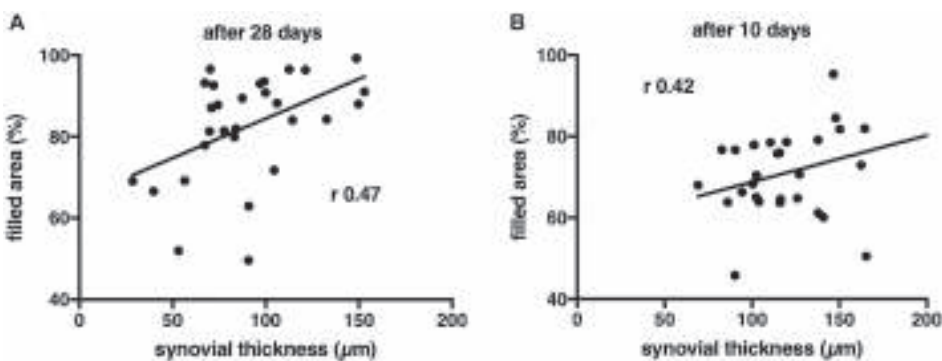 A
after 28 days
100
80
60
40
filled area (%)
r 0.47
0
50
100
150
200
synovial thickness (µm)
B
after 10 days
100
80
60
40
filled area (%)
r 0.42
0
50
100
150
200
synovial thickness (µm)